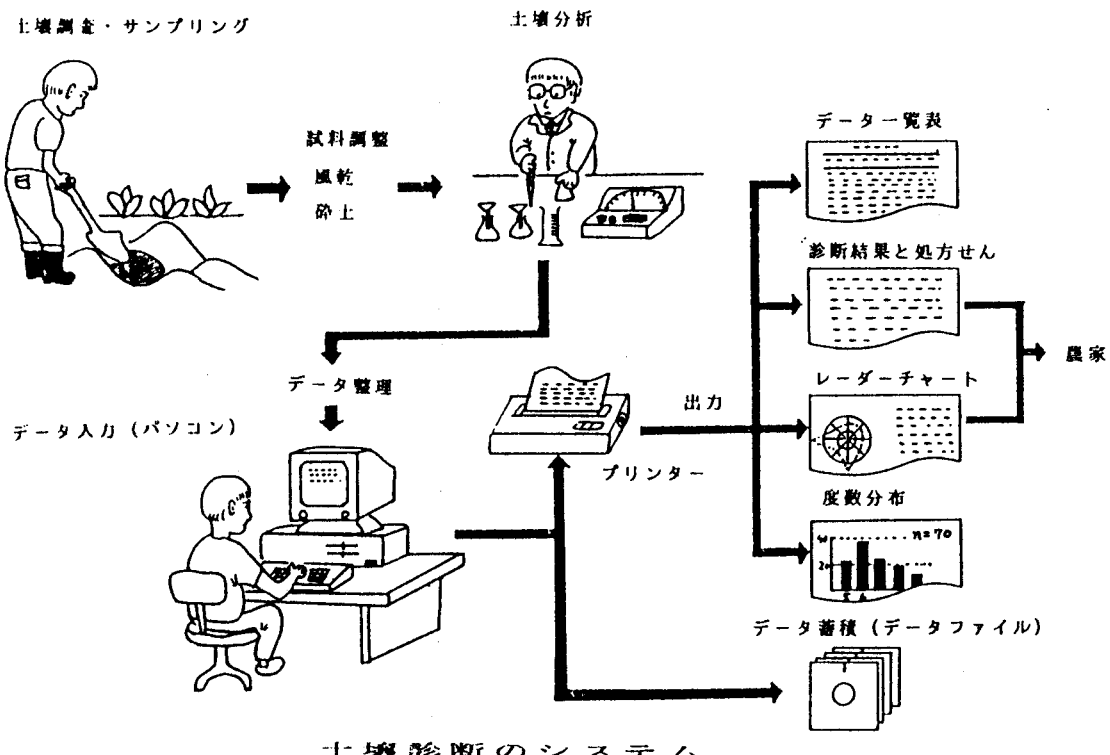 土壌調査・サンプリング
土壌分析
試料調整
風乾
砕土
データ整理
データ入力（パソコン）
プリンター
出力
データ一覧表
診断結果と処方せん
レーダーチャート
農家
度数分布
n=70
20
データ蓄積（データファイル）
土壌診断のシステム